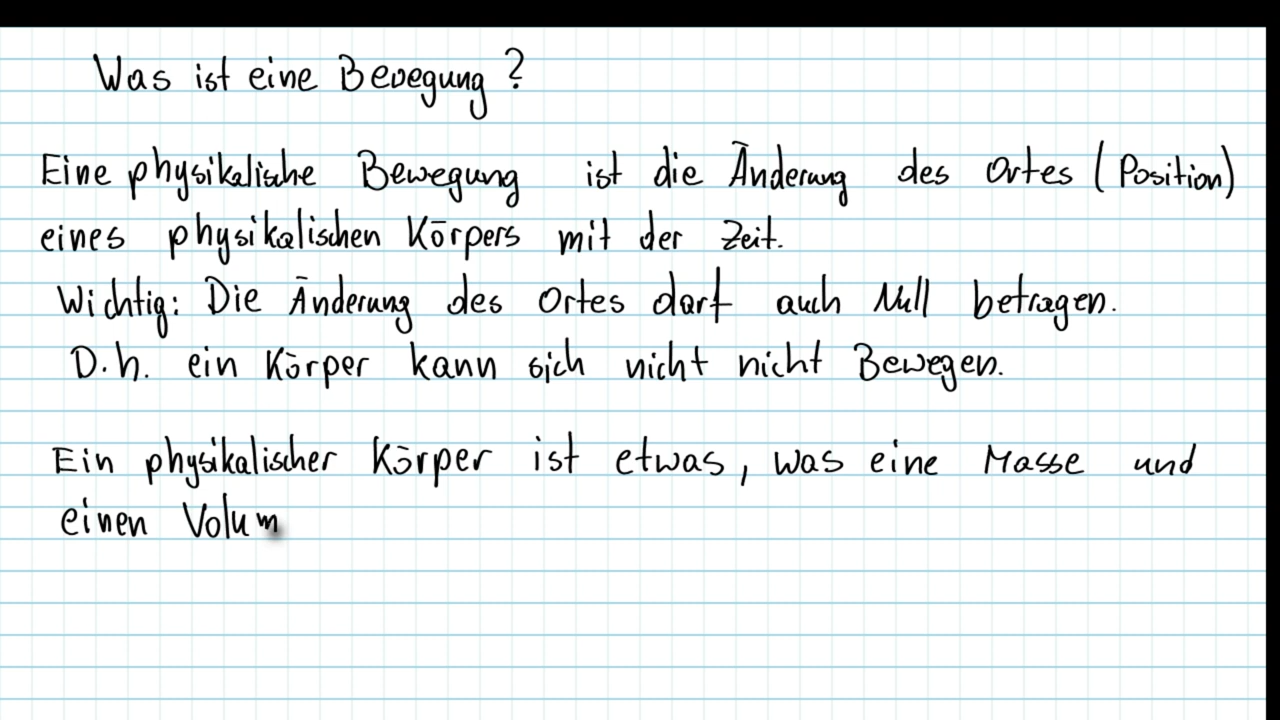 Was ist eine Bewegung?
Eine physikalische Bewegung ist die Änderung des Ortes (Position)
eines physikalischen Körpers mit der Zeit.
Wichtig: Die Änderung des Ortes darf auch Null betragen.
D.h. ein Körper kann sich nicht nicht Bewegen.
Ein physikalischer Körper ist etwas, was eine Masse und
einen Volum